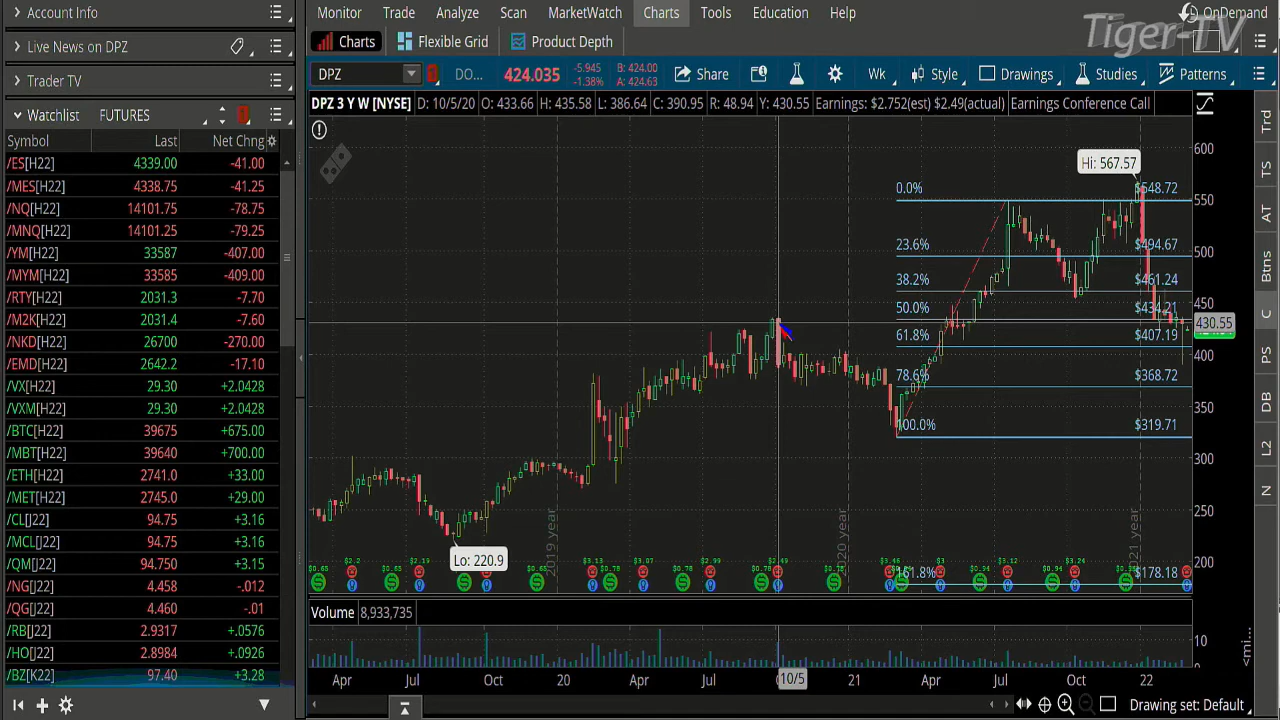 Account Info
Live News on DPZ
Trader TV
Watchlist FUTURES
Symbol Last Net Chng
/ES[H22] 4339.00 -41.00
/MES[H22] 4338.75 -41.25
/NQ[H22] 14101.75 -78.75
/MNQ[H22] 14101.25 -79.25
/YM[H22] 33587 -407.00
/MYM[H22] 33585 -409.00
/RTY[H22] 2031.3 -7.70
/M2K[H22] 2031.4 -7.60
/NKD[H22] 26700 -270.00
/EMD[H22] 2642.2 -17.10
/VX[H22] 29.30 +2.0428
/VXM[H22] 29.30 +2.0428
/BTC[H22] 39675 +675.00
/MBT[H22] 39640 +700.00
/ETH[H22] 2741.0 +33.00
/MET[H22] 2745.0 +29.00
/CL[J22] 94.75 +3.16
/MCL[J22] 94.75 +3.16
/QM[J22] 94.750 +3.15
/NG[J22] 4.458 -.012
/QG[J22] 4.460 -.01
/RB[J22] 2.9317 +.0576
/HO[J22] 2.8984 +.0926
/BZ[K22] 97.40 +3.28
Monitor Trade Analyze Scan MarketWatch Charts Tools Education Help
OnDemand
Tiger-TV
Charts Flexible Grid Product Depth
DPZ DO... 424.035 -5.945 -1.38% B: 424.00 A: 424.63 Share Wk Style Drawings Studies Patterns
DPZ 3 Y W [NYSE] D: 10/5/20 O: 433.66 H: 435.58 L: 386.64 C: 390.95 R: 48.94 Y: 430.55 Earnings: $2.752(est) $2.49(actual) Earnings Conference Call
Hi: 567.57
0.0% $548.72
23.6% $494.67
38.2% $461.24
50.0% $434.21
61.8% $407.19
78.6% $368.72
100.0% $319.71
161.8% $178.18
Lo: 220.9
2019 year
2020 year
2021 year
600
550
500
450
430.55
400
350
300
250
200
Volume 8,933,735
10
5
<mi...
Apr Jul Oct 20 Apr Jul 10/5 21 Apr Jul Oct 22
Drawing set: Default
Trd
TS
AT
Btns
C
PS
DB
L2
N